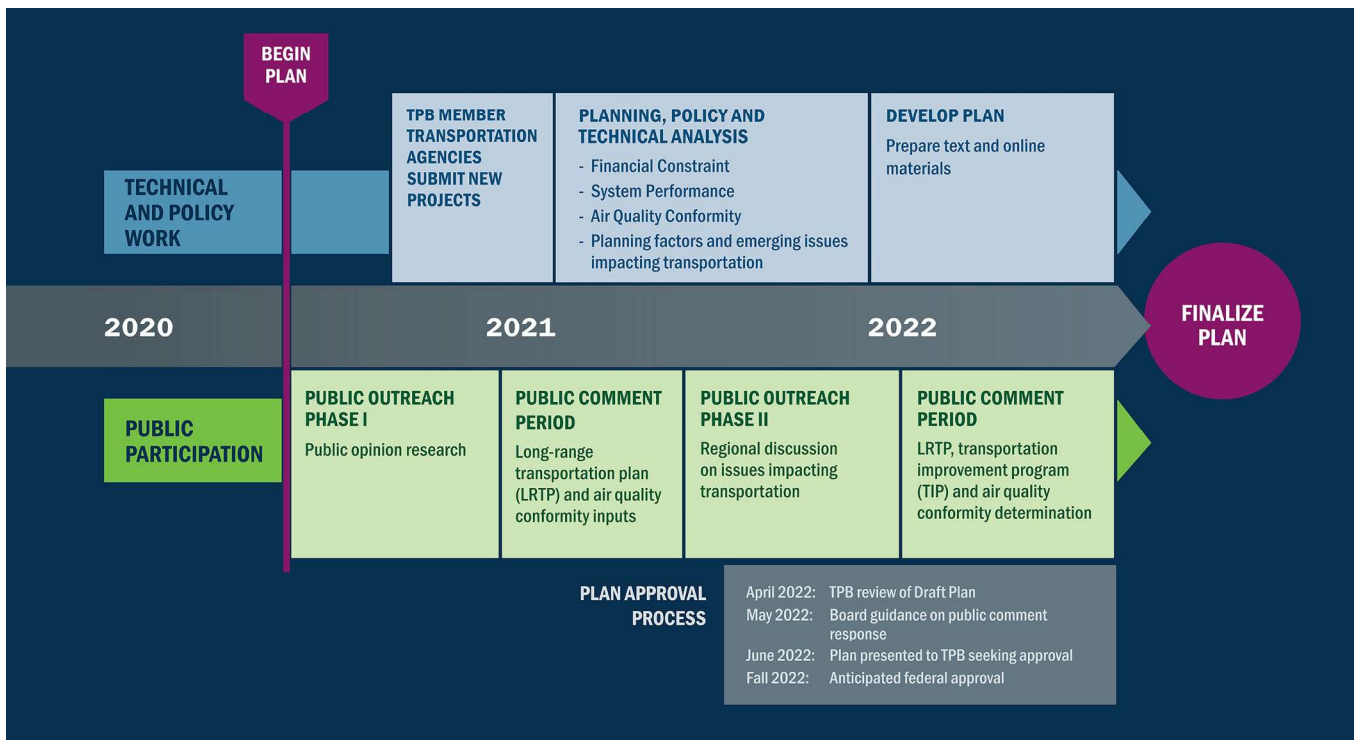 BEGIN
PLAN
TPB MEMBER
TRANSPORTATION
AGENCIES
SUBMIT NEW
PROJECTS
PLANNING, POLICY AND
TECHNICAL ANALYSIS
- Financial Constraint
- System Performance
- Air Quality Conformity
- Planning factors and emerging issues
impacting transportation
DEVELOP PLAN
Prepare text and online
materials
TECHNICAL
AND POLICY
WORK
2020
2021
2022
FINALIZE
PLAN
PUBLIC
PARTICIPATION
PUBLIC OUTREACH
PHASE I
Public opinion research
PUBLIC COMMENT
PERIOD
Long-range
transportation plan
(LRTP) and air quality
conformity inputs
PUBLIC OUTREACH
PHASE II
Regional discussion
on issues impacting
transportation
PUBLIC COMMENT
PERIOD
LRTP, transportation
improvement program
(TIP) and air quality
conformity determination
PLAN APPROVAL
PROCESS
April 2022: TPB review of Draft Plan
May 2022: Board guidance on public comment
response
June 2022: Plan presented to TPB seeking approval
Fall 2022: Anticipated federal approval